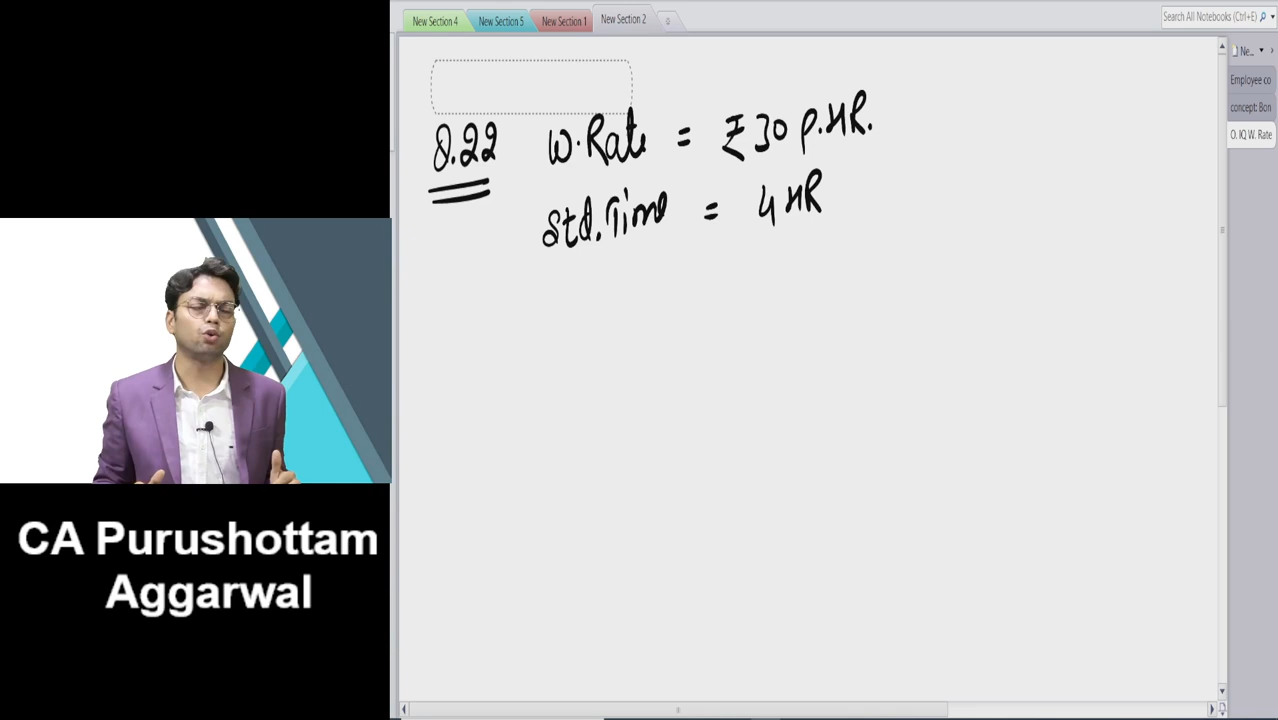 New Section 4
New Section 5
New Section 1
New Section 2
Search All Notebooks (Ctrl+E)
Ne...
Employee co
concept: Bon
O. IQ W. Rate
Q.22 W.Rate = ₹30 P.HR.
Std.Time = 4 HR
CA Purushottam
Aggarwal